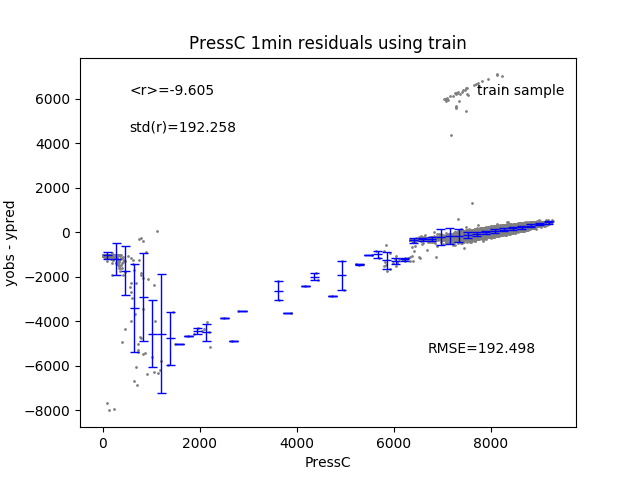 PressC 1min residuals using train
<r>=-9.605
train sample
std(r)=192.258
RMSE=192.498
yobs - ypred
6000
4000
2000
0
−2000
−4000
−6000
−8000
0
2000
4000
6000
8000
PressC